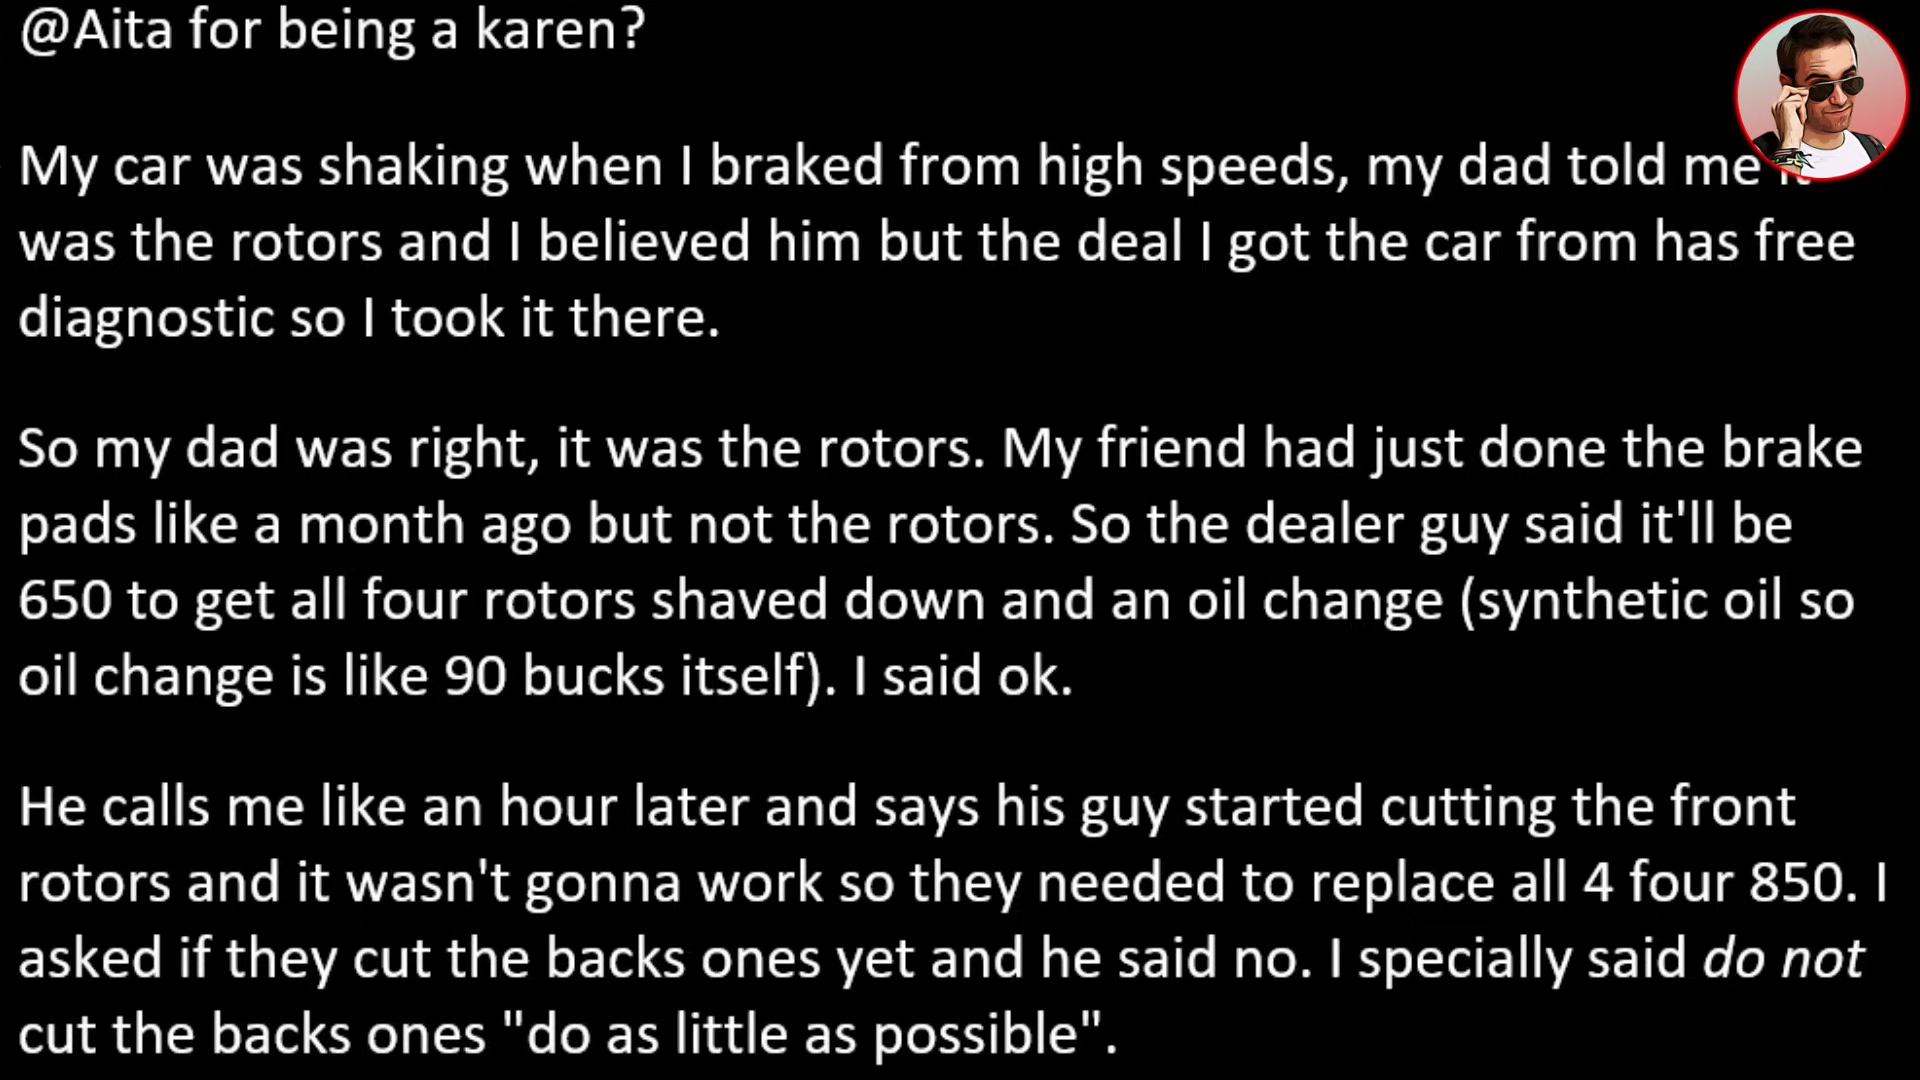 @Aita for being a karen?
My car was shaking when I braked from high speeds, my dad told me it
was the rotors and I believed him but the deal I got the car from has free
diagnostic so I took it there.
So my dad was right, it was the rotors. My friend had just done the brake
pads like a month ago but not the rotors. So the dealer guy said it'll be
650 to get all four rotors shaved down and an oil change (synthetic oil so
oil change is like 90 bucks itself). I said ok.
He calls me like an hour later and says his guy started cutting the front
rotors and it wasn't gonna work so they needed to replace all 4 four 850. I
asked if they cut the backs ones yet and he said no. I specially said do not
cut the backs ones "do as little as possible".